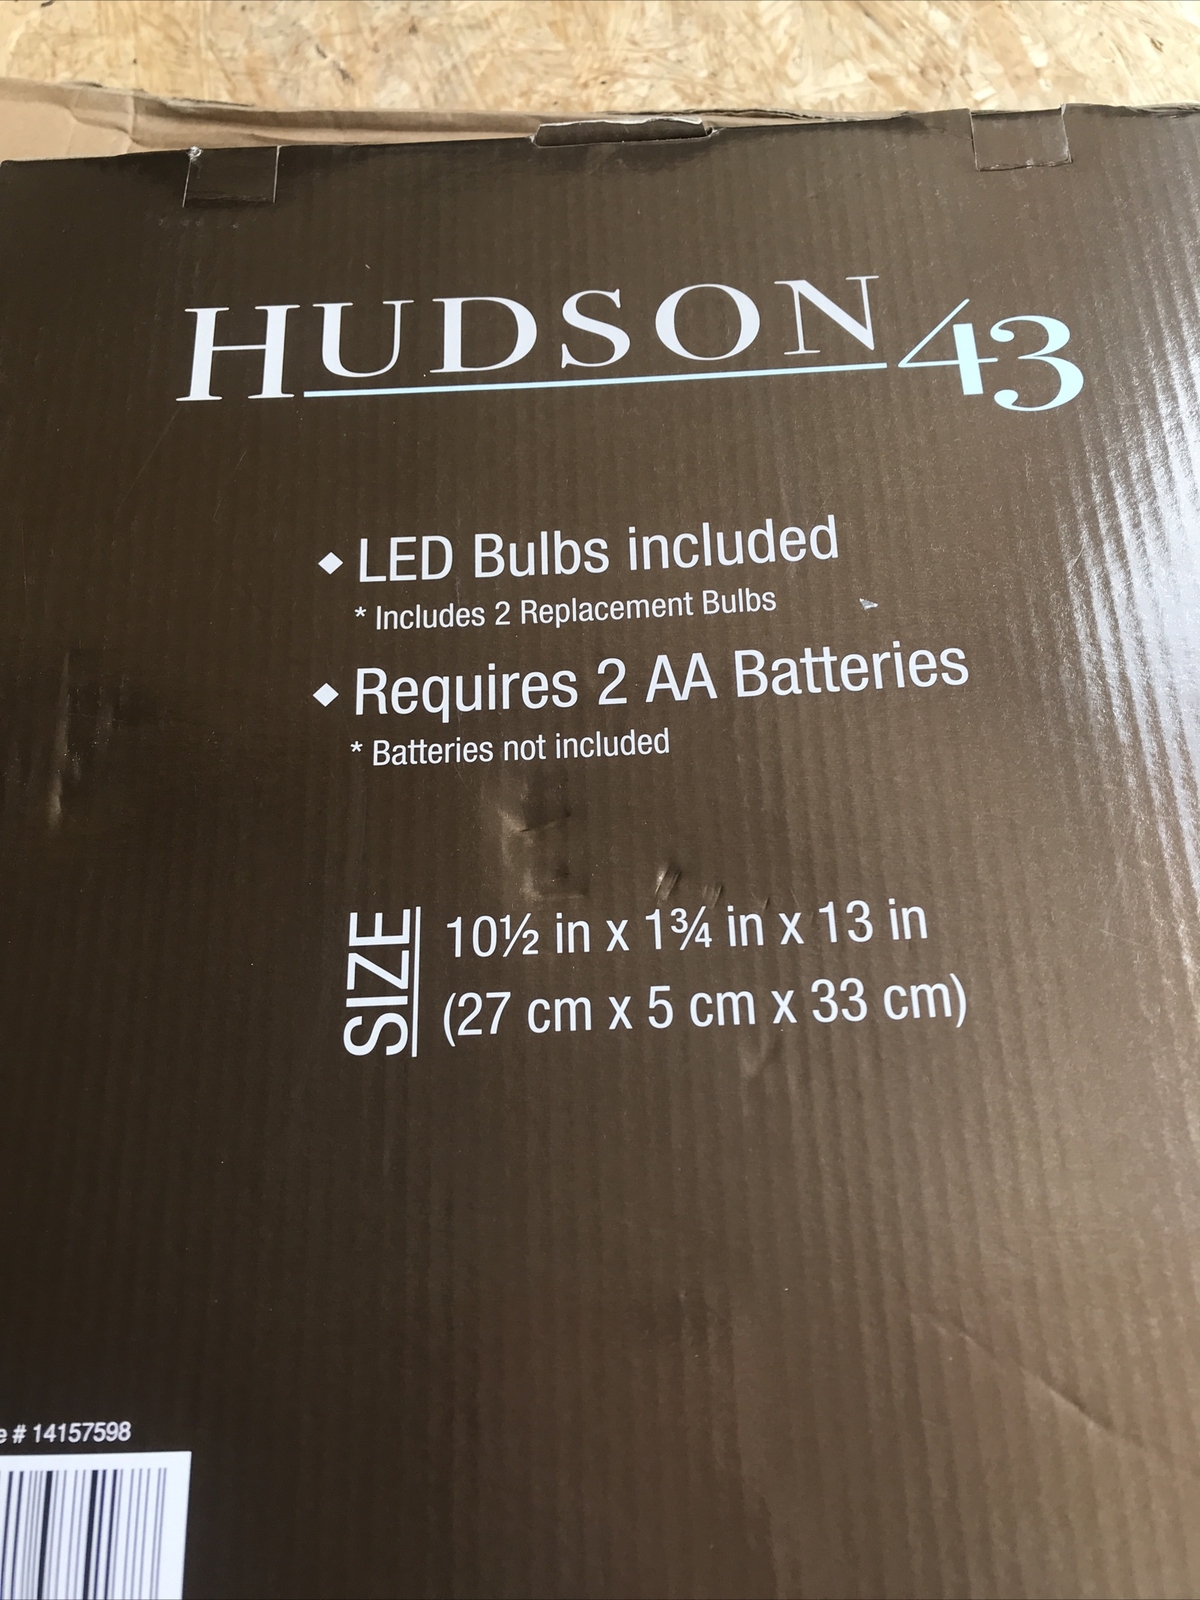 HUDSON 43
◆ LED Bulbs included
* Includes 2 Replacement Bulbs
◆ Requires 2 AA Batteries
* Batteries not included
SIZE
10½ in x 1¾ in x 13 in
(27 cm x 5 cm x 33 cm)
# 14157598